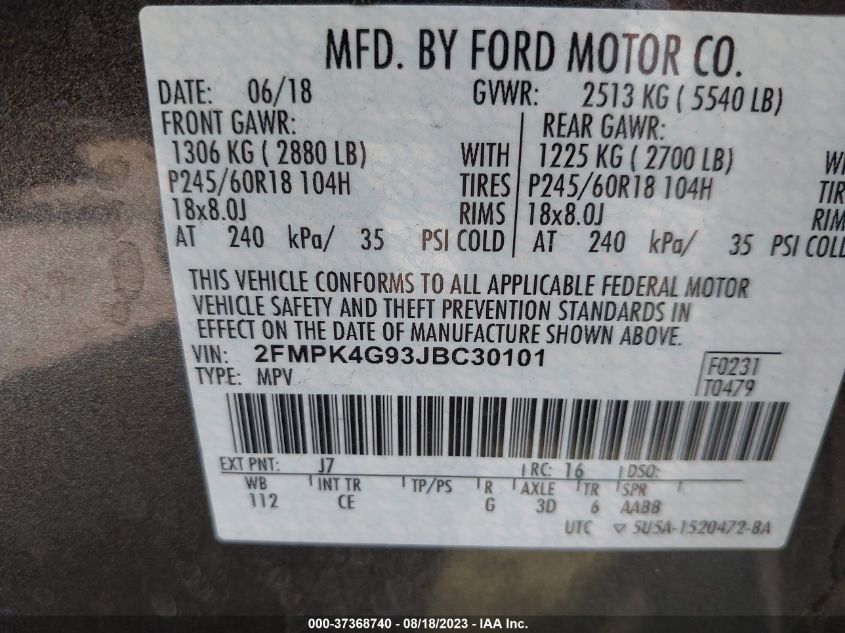 MFD. BY FORD MOTOR CO.
DATE: 06/18 GVWR: 2513 KG ( 5540 LB)
FRONT GAWR: REAR GAWR:
1306 KG ( 2880 LB) WITH 1225 KG ( 2700 LB)
P245/60R18 104H TIRES P245/60R18 104H
18x8.0J RIMS 18x8.0J
AT 240 kPa/ 35 PSI COLD AT 240 kPa/ 35 PSI COLD
THIS VEHICLE CONFORMS TO ALL APPLICABLE FEDERAL MOTOR
VEHICLE SAFETY AND THEFT PREVENTION STANDARDS IN
EFFECT ON THE DATE OF MANUFACTURE SHOWN ABOVE.
VIN: 2FMPK4G93JBC30101
TYPE: MPV
F0231
T0479
EXT PNT: J7 RC: 16 DSO:
WB INT TR TP/PS R AXLE TR SPR
112 CE G 3D 6 AABB
UTC ▽ 5U5A-1520472-BA
000-37368740 - 08/18/2023 - IAA Inc.